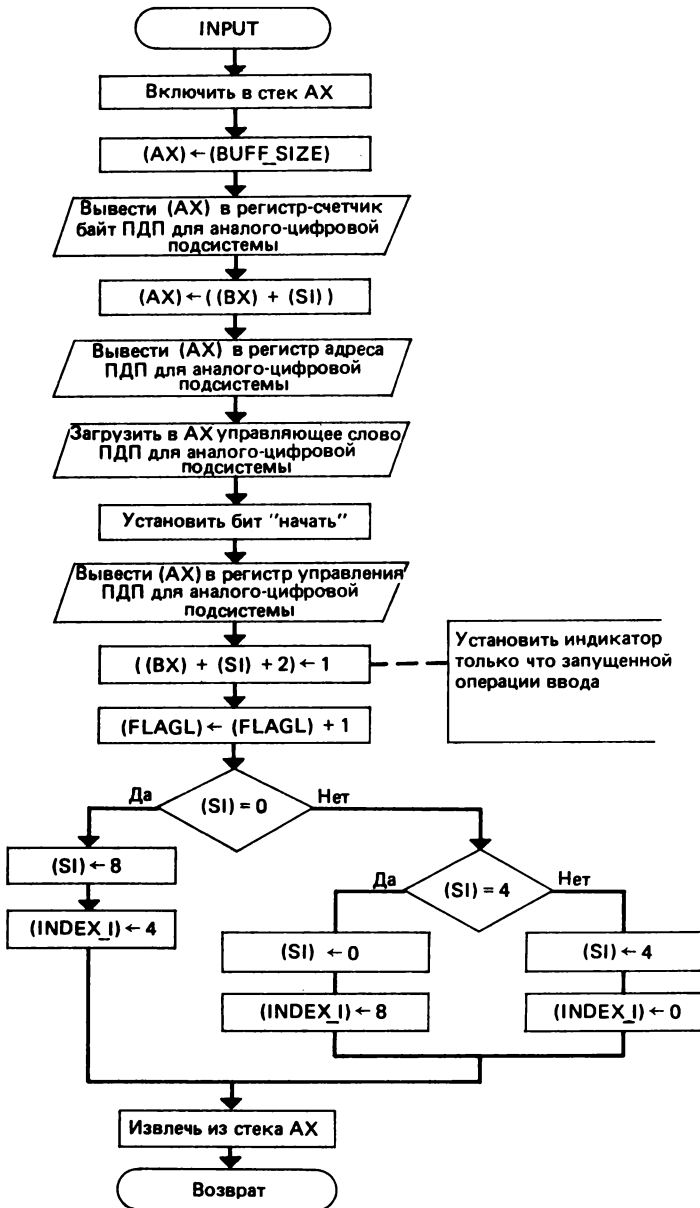 INPUT
Включить в стек AX
(AX)←(BUFF_SIZE)
Вывести (AX) в регистр-счетчик
байт ПДП для аналого-цифровой
подсистемы
(AX)←((BX) + (SI))
Вывести (AX) в регистр адреса
ПДП для аналого-цифровой
подсистемы
Загрузить в AX управляющее слово
ПДП для аналого-цифровой
подсистемы
Установить бит "начать"
Вывести (AX) в регистр управления
ПДП для аналого-цифровой
подсистемы
((BX) + (SI) + 2)←1
Установить индикатор
только что запущенной
операции ввода
(FLAGL)← (FLAGL) + 1
Да
(SI) = 0
Нет
(SI)←8
(INDEX_I)←4
Да
(SI) = 4
Нет
(SI) ←0
(INDEX_I)←8
(SI)←4
(INDEX_I)←0
Извлечь из стека AX
Возврат